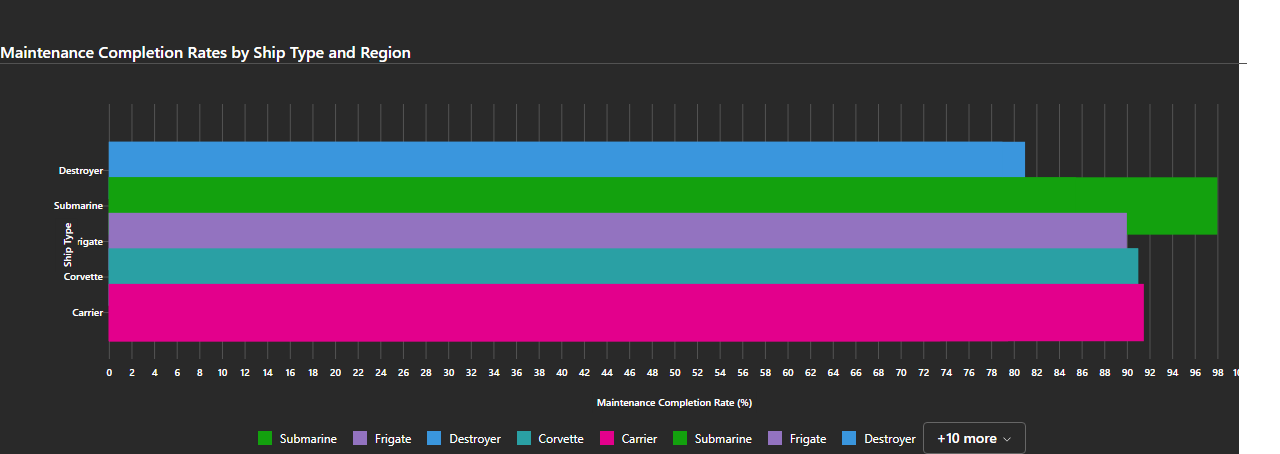 Maintenance Completion Rates by Ship Type and Region
Ship Type
Destroyer
Submarine
rigate
Corvette
Carrier
0 2 4 6 8 10 12 14 16 18 20 22 24 26 28 30 32 34 36 38 40 42 44 46 48 50 52 54 56 58 60 62 64 66 68 70 72 74 76 78 80 82 84 86 88 90 92 94 96 98
Maintenance Completion Rate (%)
Submarine Frigate Destroyer Corvette Carrier Submarine Frigate Destroyer +10 more